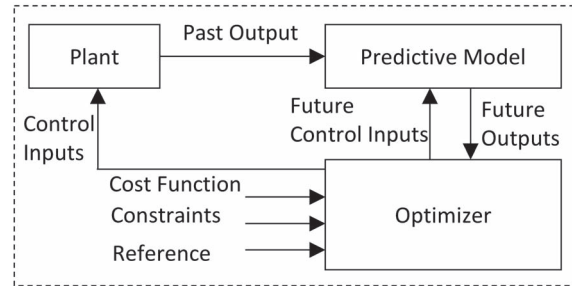 Plant
Past Output
Predictive Model
Control
Inputs
Future
Control Inputs
Future
Outputs
Cost Function
Constraints
Reference
Optimizer